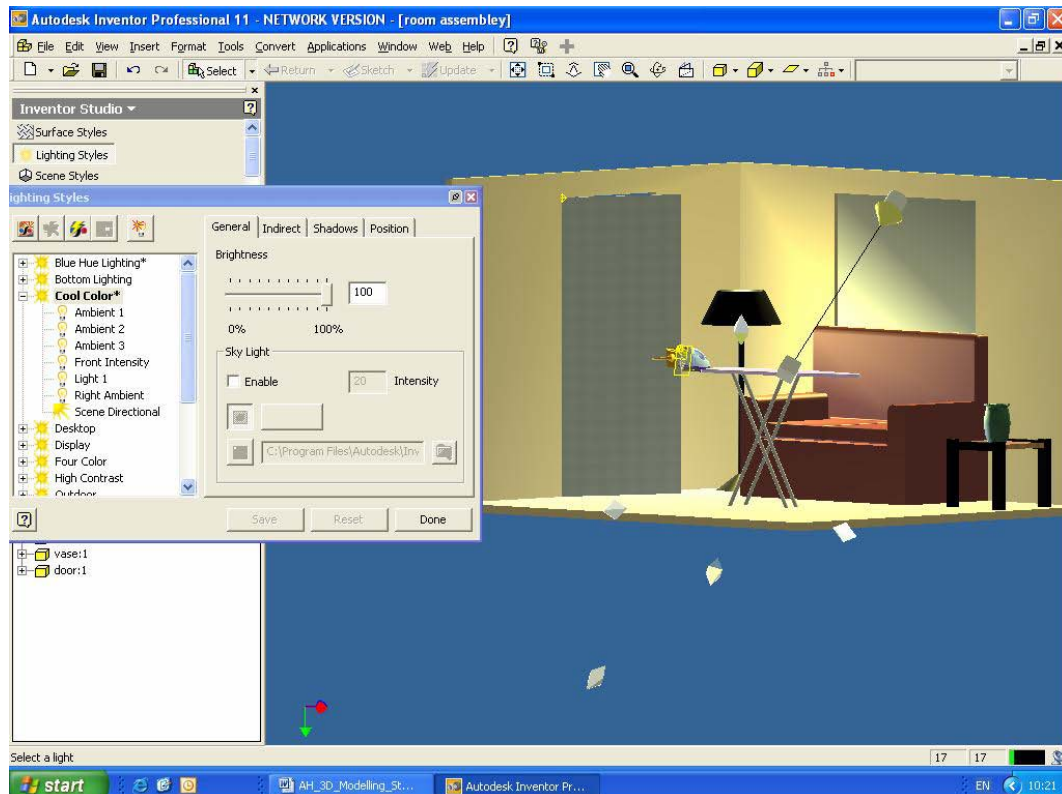 Autodesk Inventor Professional 11 - NETWORK VERSION - [room assembley]
File Edit View Insert Format Tools Convert Applications Window Web Help
Select Return Sketch Update
Inventor Studio
Surface Styles
Lighting Styles
Scene Styles
ighting Styles
General Indirect Shadows Position
Brightness
100
0% 100%
Sky Light
Enable 20 Intensity
C:\Program Files\Autodesk\Inv
Blue Hue Lighting*
Bottom Lighting
Cool Color*
Ambient 1
Ambient 2
Ambient 3
Front Intensity
Light 1
Right Ambient
Scene Directional
Desktop
Display
Four Color
High Contrast
Outdoor
Save Reset Done
vase:1
door:1
Select a light 17 17
start AH_3D_Modelling_St... Autodesk Inventor Pr... EN 10:21